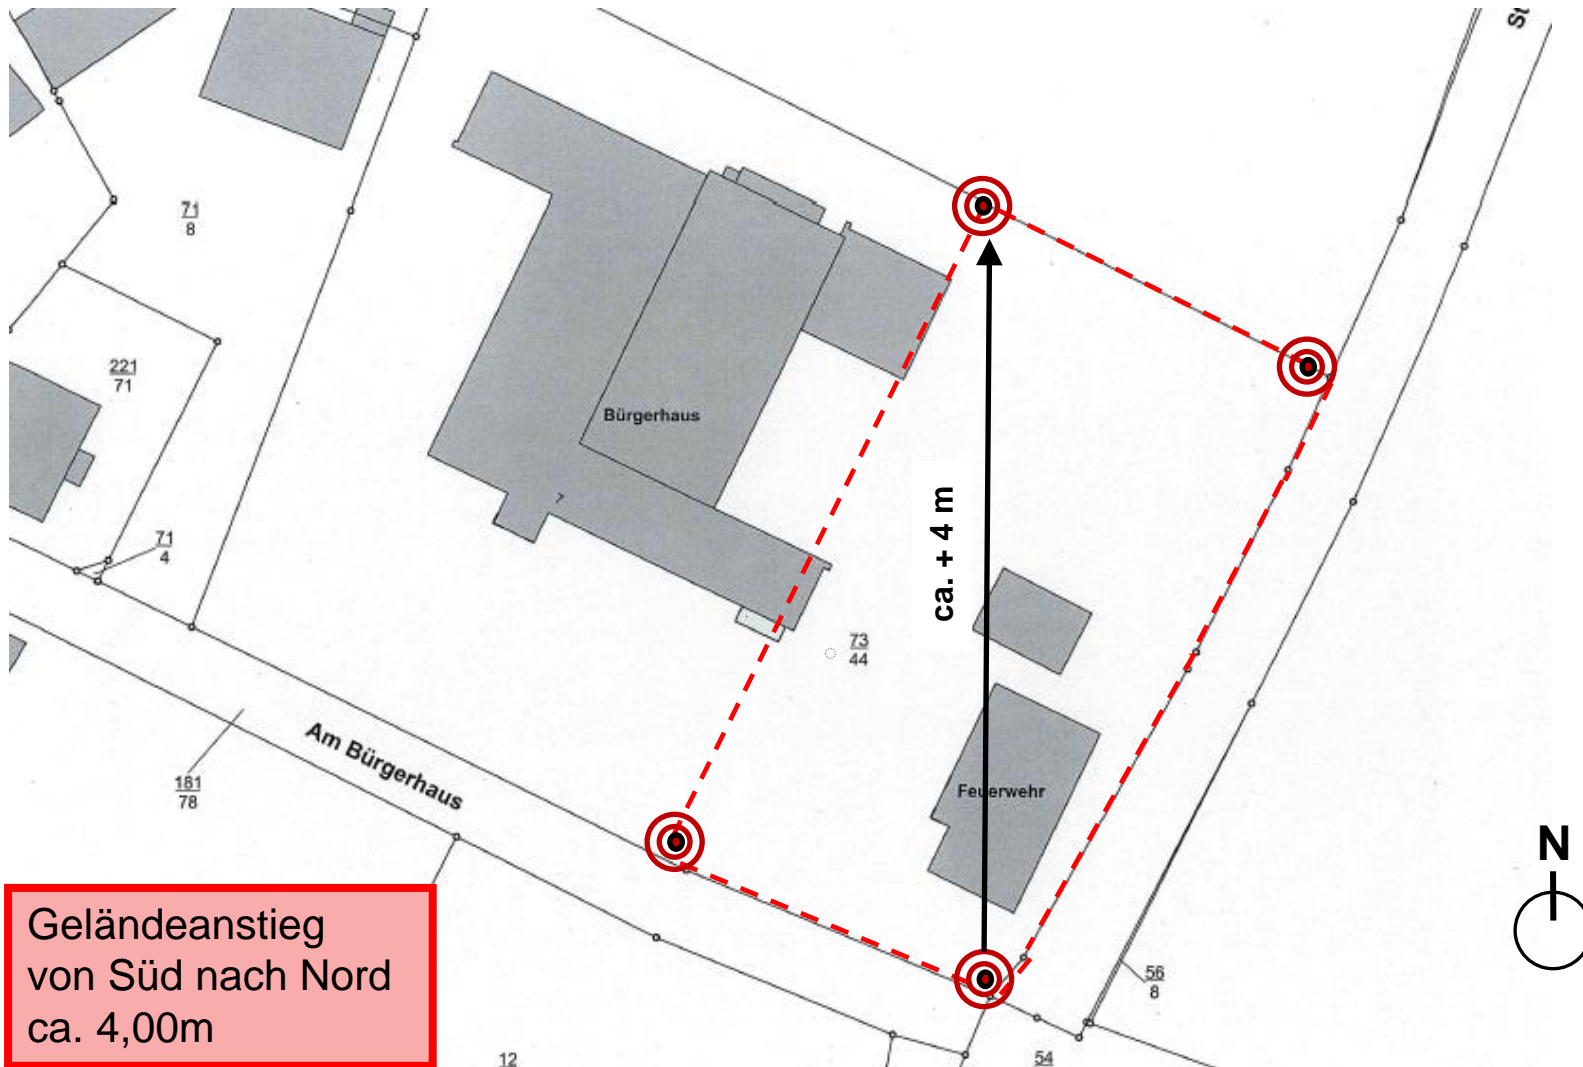 St
71
8
221
71
Bürgerhaus
7
71
4
ca. + 4 m
73
44
Am Bürgerhaus
181
78
Feuerwehr
N
Geländeanstieg
von Süd nach Nord
ca. 4,00m
56
8
12
54